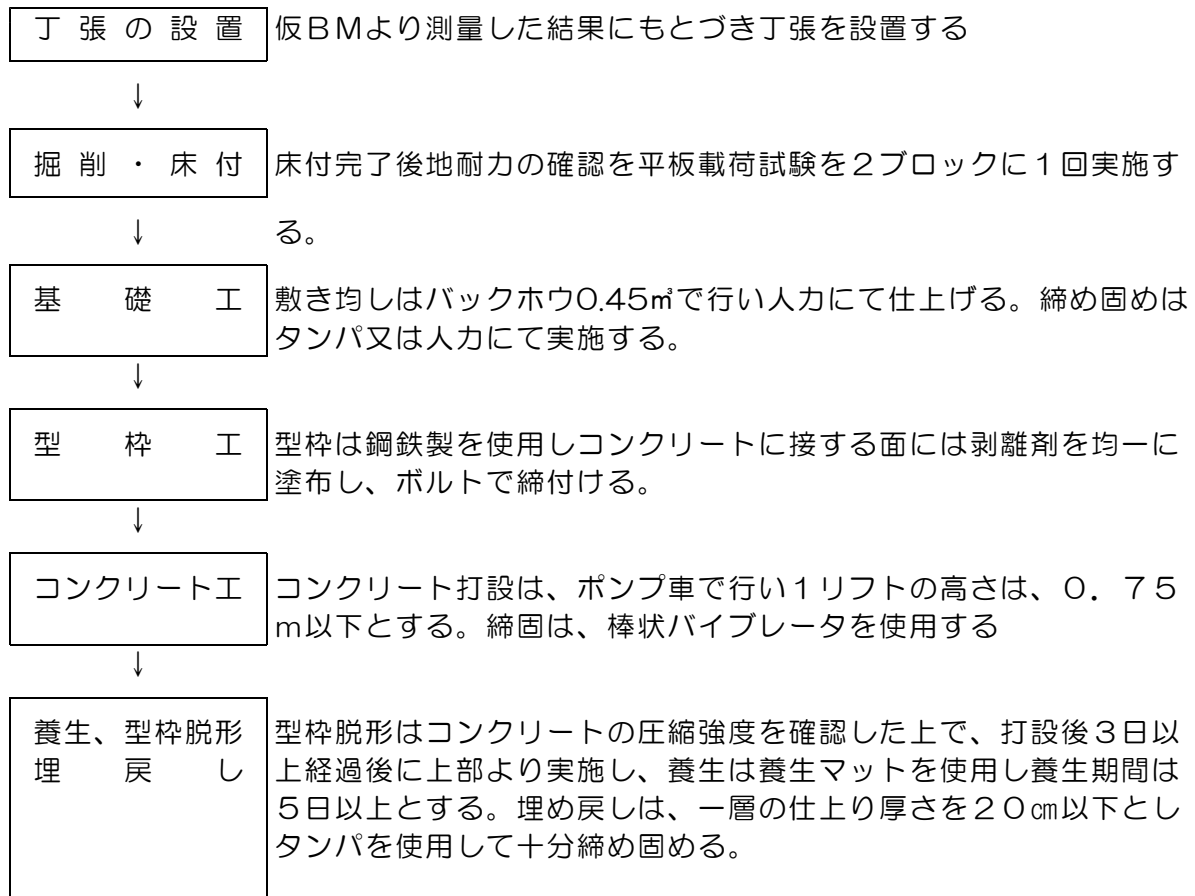 丁張の設置 仮BMより測量した結果にもとづき丁張を設置する
↓
掘削・床付 床付完了後地耐力の確認を平板載荷試験を2ブロックに1回実施す
↓ る。
基礎工 敷き均しはバックホウ0.45㎥で行い人力にて仕上げる。締め固めは
タンパ又は人力にて実施する。
↓
型枠工 型枠は鋼鉄製を使用しコンクリートに接する面には剥離剤を均一に
塗布し、ボルトで締付ける。
↓
コンクリート工 コンクリート打設は、ポンプ車で行い1リフトの高さは、0.75
m以下とする。締固は、棒状バイブレータを使用する
↓
養生、型枠脱形 型枠脱形はコンクリートの圧縮強度を確認した上で、打設後3日以
埋戻し 上経過後に上部より実施し、養生は養生マットを使用し養生期間は
5日以上とする。埋め戻しは、一層の仕上り厚さを20㎝以下とし
タンパを使用して十分締め固める。